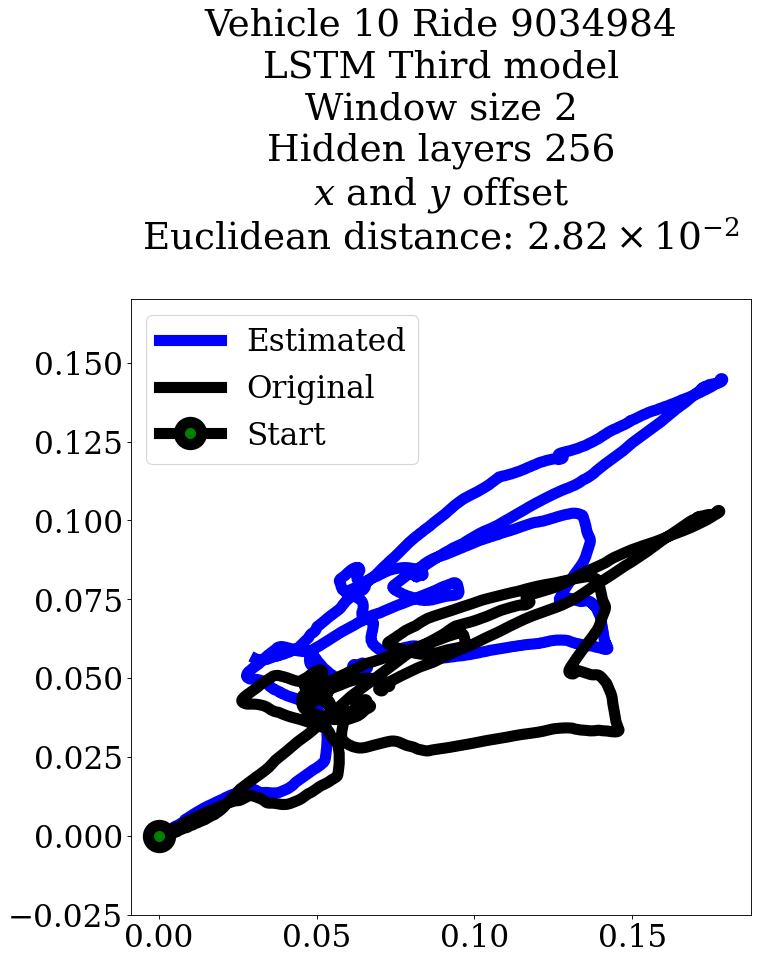 Vehicle 10 Ride 9034984
LSTM Third model
Window size 2
Hidden layers 256
x and y offset
Euclidean distance: 2.82 × 10⁻²
Estimated
Original
Start
0.150
0.125
0.100
0.075
0.050
0.025
0.000
−0.025
0.00 0.05 0.10 0.15